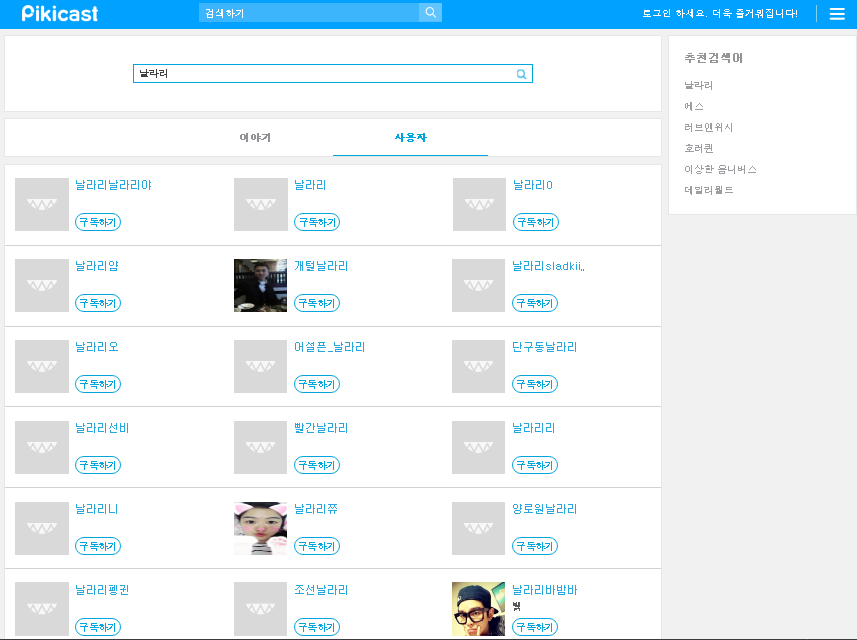 Pikicast
검색하기
로그인 하세요. 더욱 즐거워집니다!
날라리
이야기
사용자
날라리날라리야
날라리
날라리o
구독하기
구독하기
구독하기
날라리얌
개털날라리
날라리sladkii..
구독하기
구독하기
구독하기
날라리오
어설픈_날라리
단구동날라리
구독하기
구독하기
구독하기
날라리선비
빨간날라리
날라리리
구독하기
구독하기
구독하기
날라리니
날라리쮸
양로원날라리
구독하기
구독하기
구독하기
날라리펭귄
조선날라리
날라리바밤바
구독하기
구독하기
구독하기
추천검색어
날라리
에스
러브앤위시
호러퀸
이상한 옴니버스
데일리월드